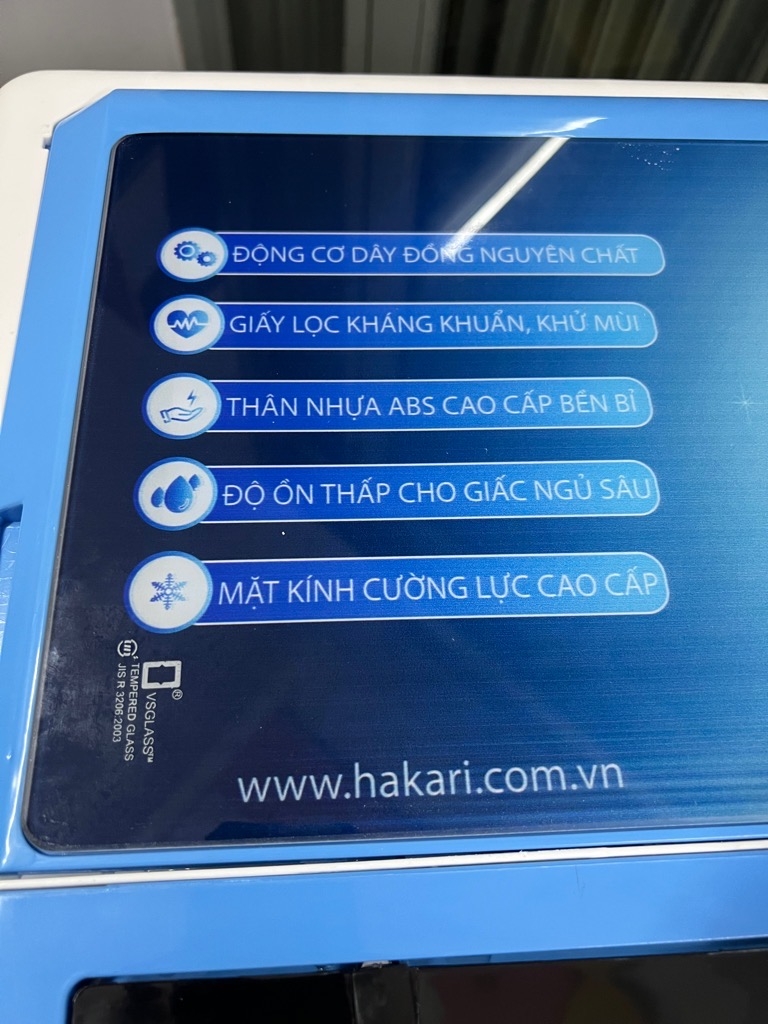 ĐỘNG CƠ DÂY ĐỒNG NGUYÊN CHẤT
GIẤY LỌC KHÁNG KHUẨN, KHỬ MÙI
THÂN NHỰA ABS CAO CẤP BỀN BỈ
ĐỘ ỒN THẤP CHO GIẤC NGỦ SÂU
MẶT KÍNH CƯỜNG LỰC CAO CẤP
VSGLASS™
®
TEMPERED GLASS
JIS R 3206:2003
www.hakari.com.vn